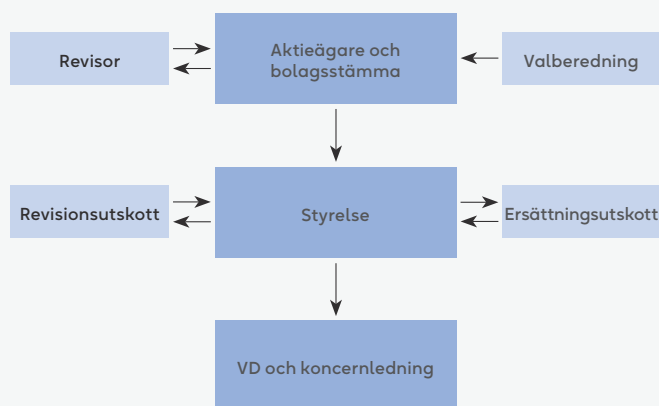 Revisor
Aktieägare och
bolagsstämma
Valberedning
Revisionsutskott
Styrelse
Ersättningsutskott
VD och koncernledning